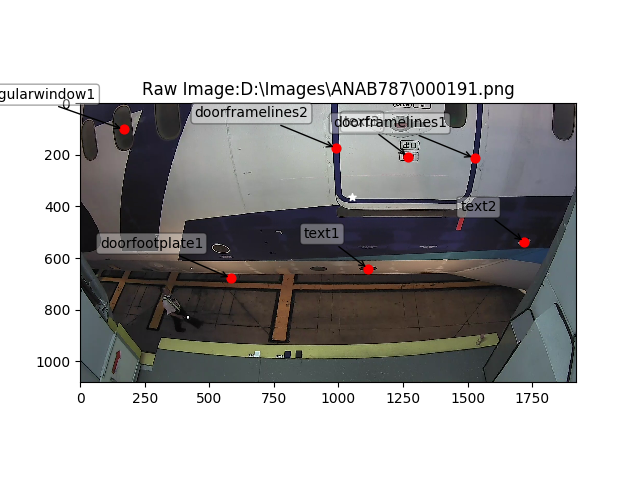 Raw Image:D:\Images\ANAB787\000191.png
gularwindow1
doorframelines2
doorframelines1
text2
text1
doorfootplate1
0
200
400
600
800
1000
0
250
500
750
1000
1250
1500
1750